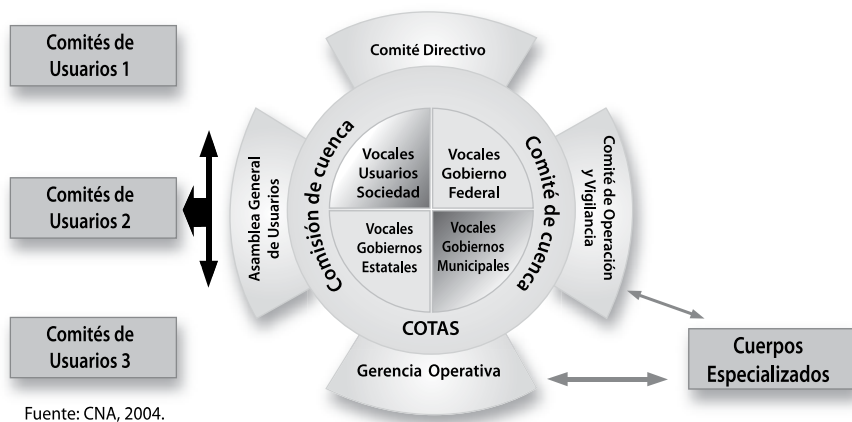 Comités de
Usuarios 1
Comité Directivo
Comisión de cuenca
Comité de cuenca
Vocales
Usuarios
Sociedad
Vocales
Gobierno
Federal
Comités de
Usuarios 2
Asamblea General
de Usuarios
Comité de Operación
y Vigilancia
Vocales
Gobiernos
Estatales
Vocales
Gobiernos
Municipales
COTAS
Comités de
Usuarios 3
Gerencia Operativa
Cuerpos
Especializados
Fuente: CNA, 2004.